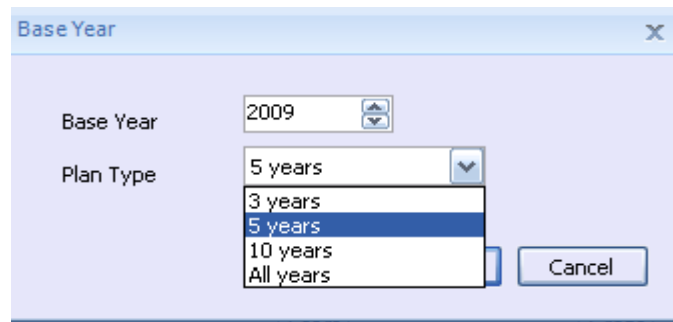 Base Year
Base Year 2009
Plan Type 5 years
3 years
5 years
10 years
All years
Cancel